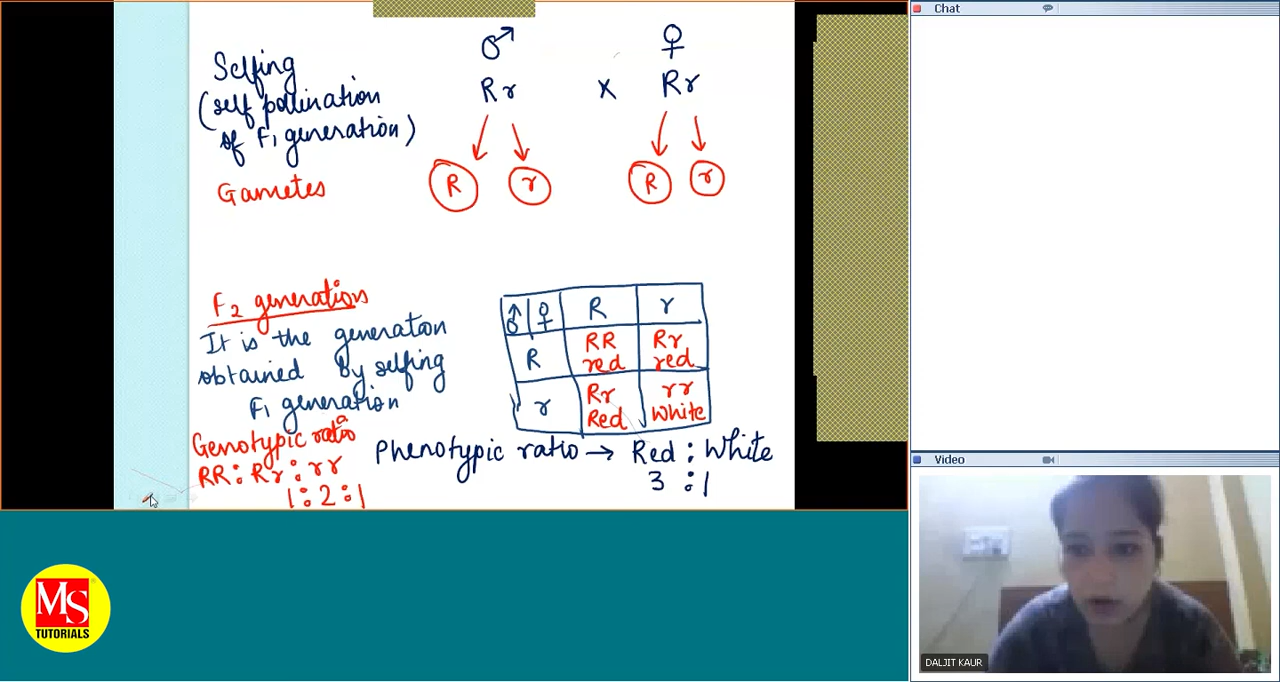 Chat
♂ ♀
Selfing
Rr x Rr
(self pollination
of F1 generation)
Gametes
R r R r
F2 generation
It is the generation
obtained by selfing
F1 generation
♂ ♀ R r
R RR red Rr red
r Rr Red rr White
Genotypic ratio
RR : Rr : rr
1 : 2 : 1
Phenotypic ratio → Red : White
3 : 1
Video
MS
TUTORIALS
DALJIT KAUR